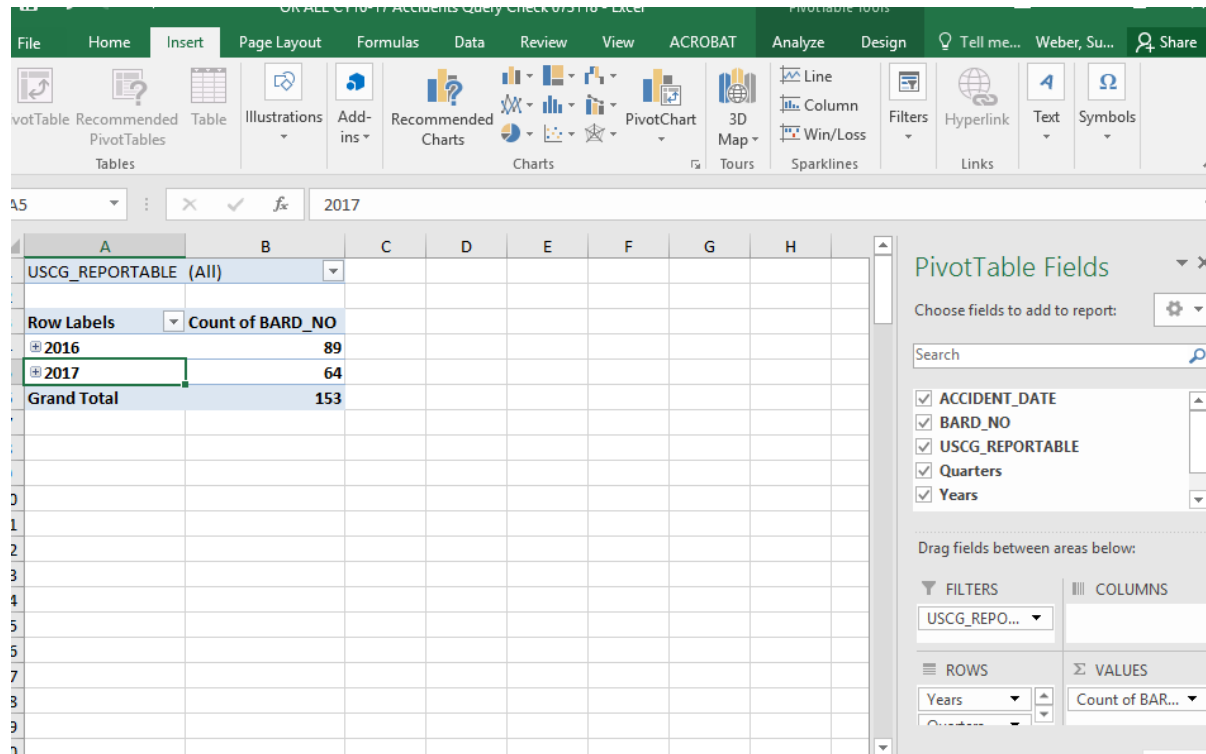 File Home Insert Page Layout Formulas Data Review View ACROBAT Analyze Design Tell me... Weber, Su... Share
votTable Recommended PivotTables Table Illustrations Add-ins Recommended Charts PivotChart 3D Map Line Column Win/Loss Filters Hyperlink Text Symbols
Tables Charts Tours Sparklines Links
A5 fx 2017
A B C D E F G H
USCG_REPORTABLE (All)
Row Labels Count of BARD_NO
2016 89
2017 64
Grand Total 153
PivotTable Fields
Choose fields to add to report:
Search
ACCIDENT_DATE
BARD_NO
USCG_REPORTABLE
Quarters
Years
Drag fields between areas below:
FILTERS COLUMNS
USCG_REPO...
ROWS Σ VALUES
Years Count of BAR...